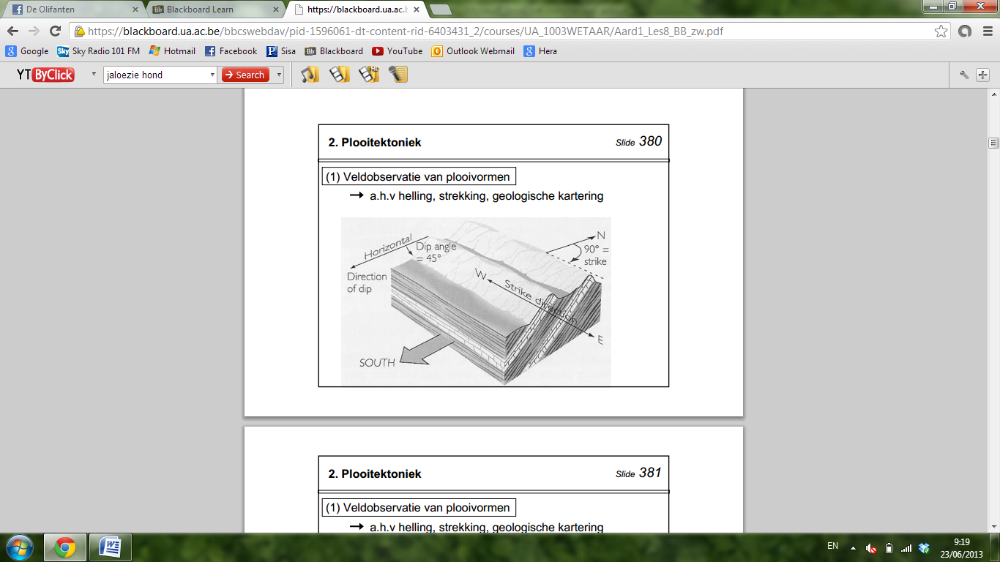 De Olifanten
Blackboard Learn
https://blackboard.ua.ac.b
https://blackboard.ua.ac.be/bbcswebdav/pid-1596061-dt-content-rid-6403431_2/courses/UA_1003WETAAR/Aard1_Les8_BB_zw.pdf
Google Sky Radio 101 FM Hotmail Facebook Sisa Blackboard YouTube Outlook Webmail Hera
YT ByClick jaloezie hond Search HD
2. Plooitektoniek Slide 380
(1) Veldobservatie van plooivormen
→ a.h.v helling, strekking, geologische kartering
Horizontal
Dip angle
= 45°
Direction
of dip
N
90° =
strike
W
Strike direction
E
SOUTH
2. Plooitektoniek Slide 381
(1) Veldobservatie van plooivormen
→ a.h.v helling, strekking, geologische kartering
EN
9:19
23/06/2013